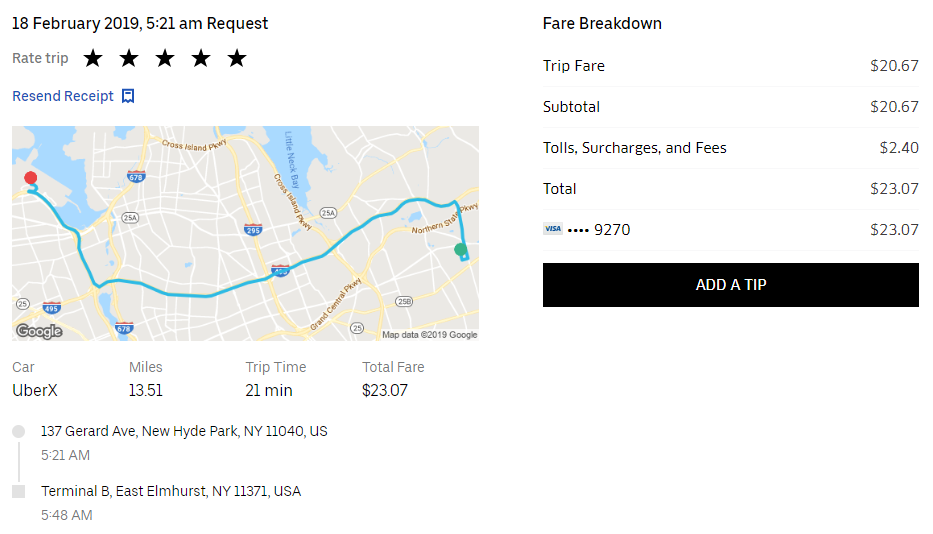 18 February 2019, 5:21 am Request
Rate trip
Resend Receipt
Cross Island Pkwy
Little Neck Bay
678
Cross Island Pkwy
25A
25A
Northern State Pkwy
295
495
Grand Central Pkwy
25
495
25B
678
25
Google
Map data ©2019 Google
Car
Miles
Trip Time
Total Fare
UberX
13.51
21 min
$23.07
137 Gerard Ave, New Hyde Park, NY 11040, US
5:21 AM
Terminal B, East Elmhurst, NY 11371, USA
5:48 AM
Fare Breakdown
Trip Fare $20.67
Subtotal $20.67
Tolls, Surcharges, and Fees $2.40
Total $23.07
VISA •••• 9270 $23.07
ADD A TIP